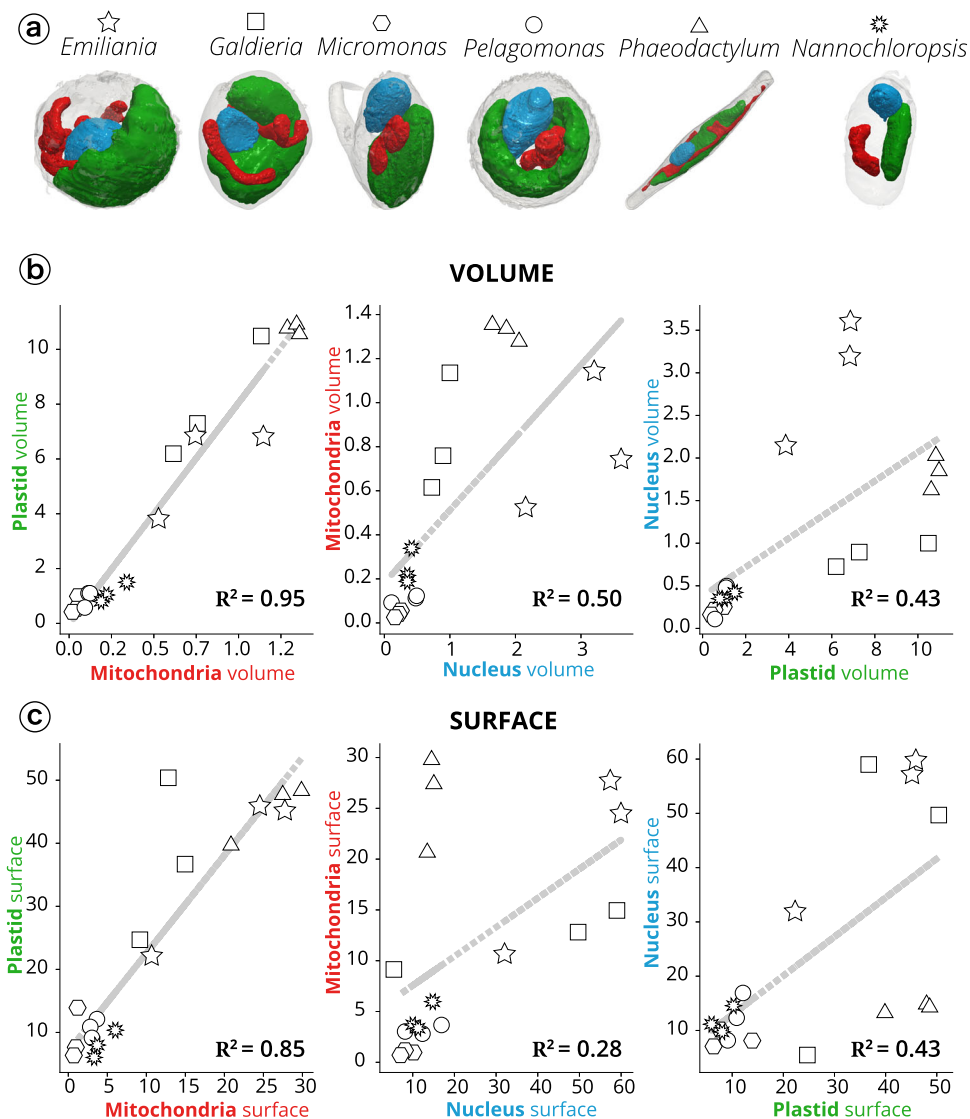 a
Emiliania Galdieria Micromonas Pelagomonas Phaeodactylum Nannochloropsis
b
VOLUME
Plastid volume
10
8
6
4
2
0
R² = 0.95
0.0 0.2 0.5 0.7 1.0 1.2
Mitochondria volume
Mitochondria volume
1.4
1.2
1.0
0.8
0.6
0.4
0.2
0.0
R² = 0.50
0 1 2 3
Nucleus volume
Nucleus volume
3.5
3.0
2.5
2.0
1.5
1.0
0.5
0.0
R² = 0.43
0 2 4 6 8 10
Plastid volume
c
SURFACE
Plastid surface
50
40
30
20
10
R² = 0.85
0 5 10 15 20 25 30
Mitochondria surface
Mitochondria surface
30
25
20
15
10
5
0
R² = 0.28
10 20 30 40 50 60
Nucleus surface
Nucleus surface
60
50
40
30
20
10
R² = 0.43
10 20 30 40 50
Plastid surface